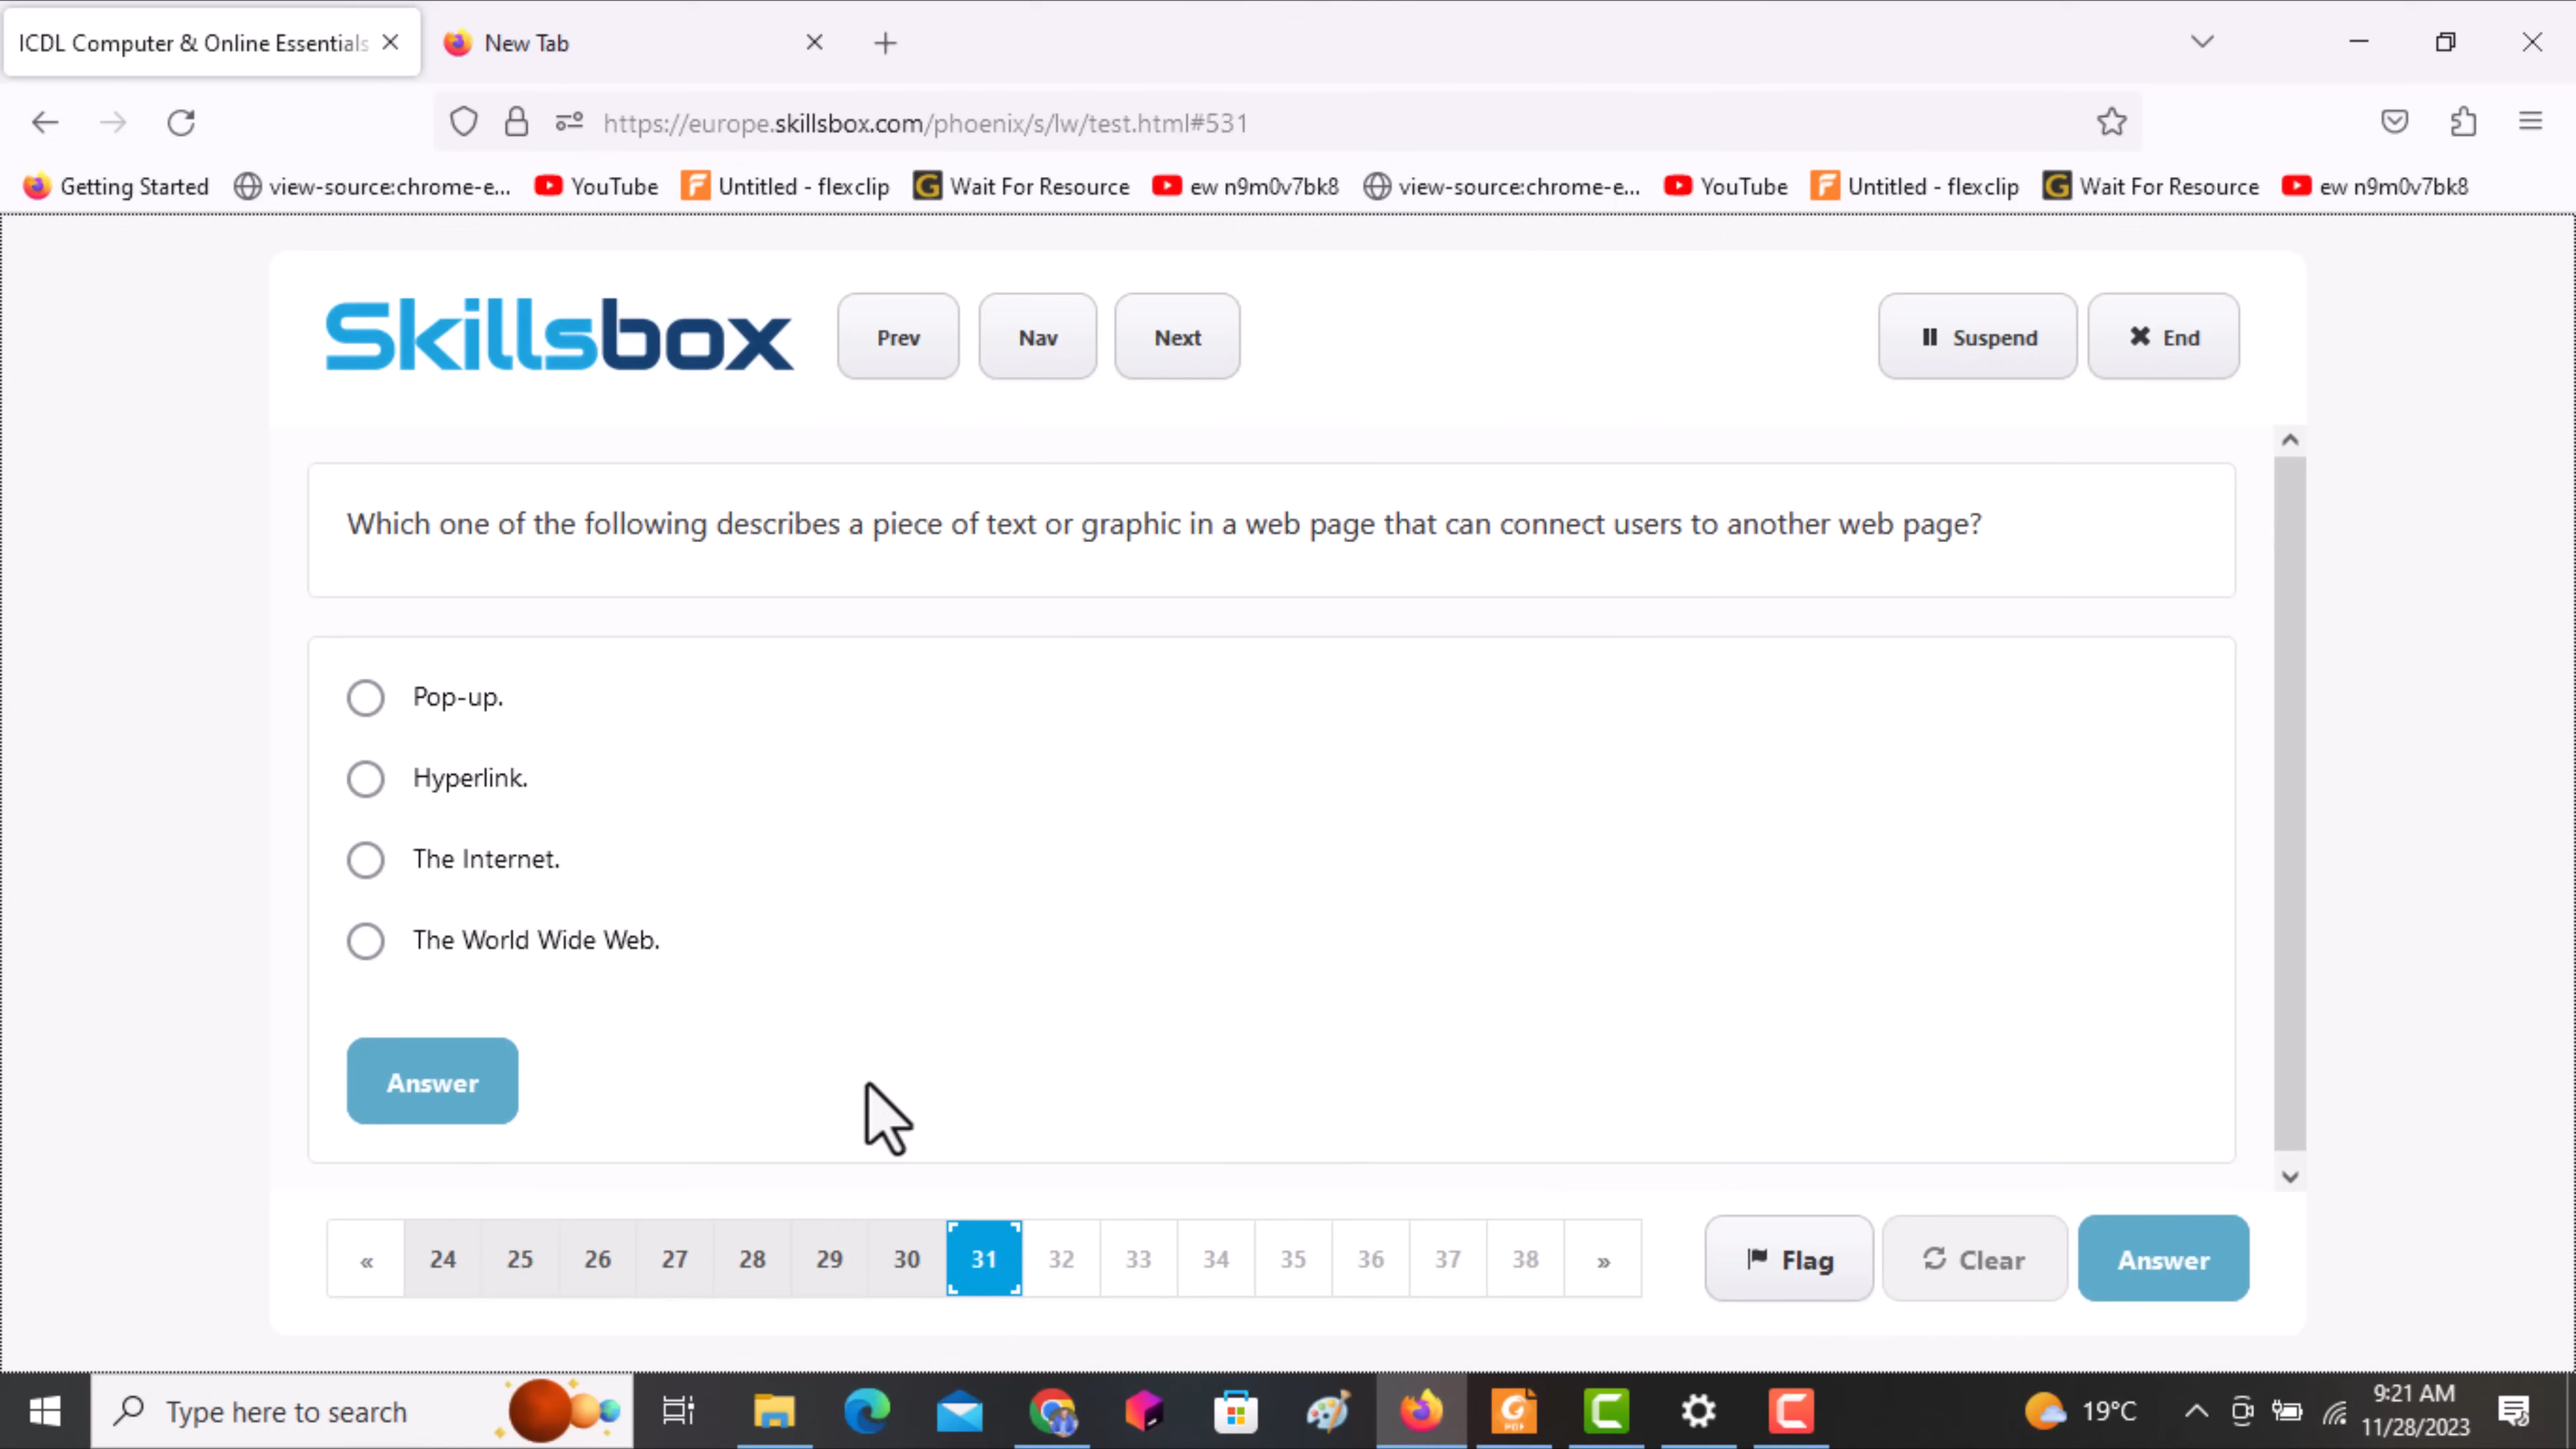 ICDL Computer & Online Essentials
New Tab
https://europe.skillsbox.com/phoenix/s/lw/test.html#531
Getting Started
view-source:chrome-e...
YouTube
Untitled - flexclip
Wait For Resource
ew n9m0v7bk8
view-source:chrome-e...
YouTube
Untitled - flexclip
Wait For Resource
ew n9m0v7bk8
Skillsbox
Prev
Nav
Next
Suspend
End
Which one of the following describes a piece of text or graphic in a web page that can connect users to another web page?
Pop-up.
Hyperlink.
The Internet.
The World Wide Web.
Answer
« 24 25 26 27 28 29 30 31 32 33 34 35 36 37 38 »
Flag
Clear
Answer
Type here to search
19°C
9:21 AM
11/28/2023